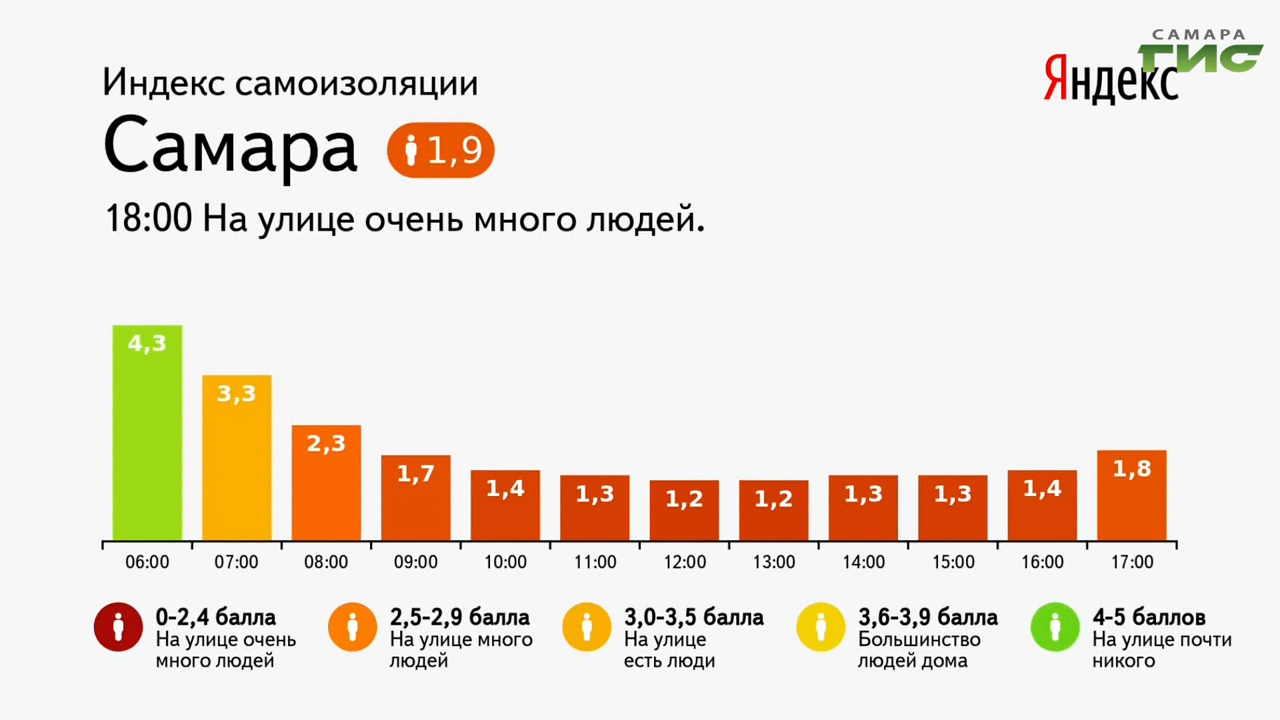 САМАРА
ГИС
Яндекс
Индекс самоизоляции
Самара 1,9
18:00 На улице очень много людей.
4,3
3,3
2,3
1,7
1,4
1,3
1,2
1,2
1,3
1,3
1,4
1,8
06:00 07:00 08:00 09:00 10:00 11:00 12:00 13:00 14:00 15:00 16:00 17:00
0-2,4 балла
На улице очень
много людей
2,5-2,9 балла
На улице много
людей
3,0-3,5 балла
На улице
есть люди
3,6-3,9 балла
Большинство
людей дома
4-5 баллов
На улице почти
никого